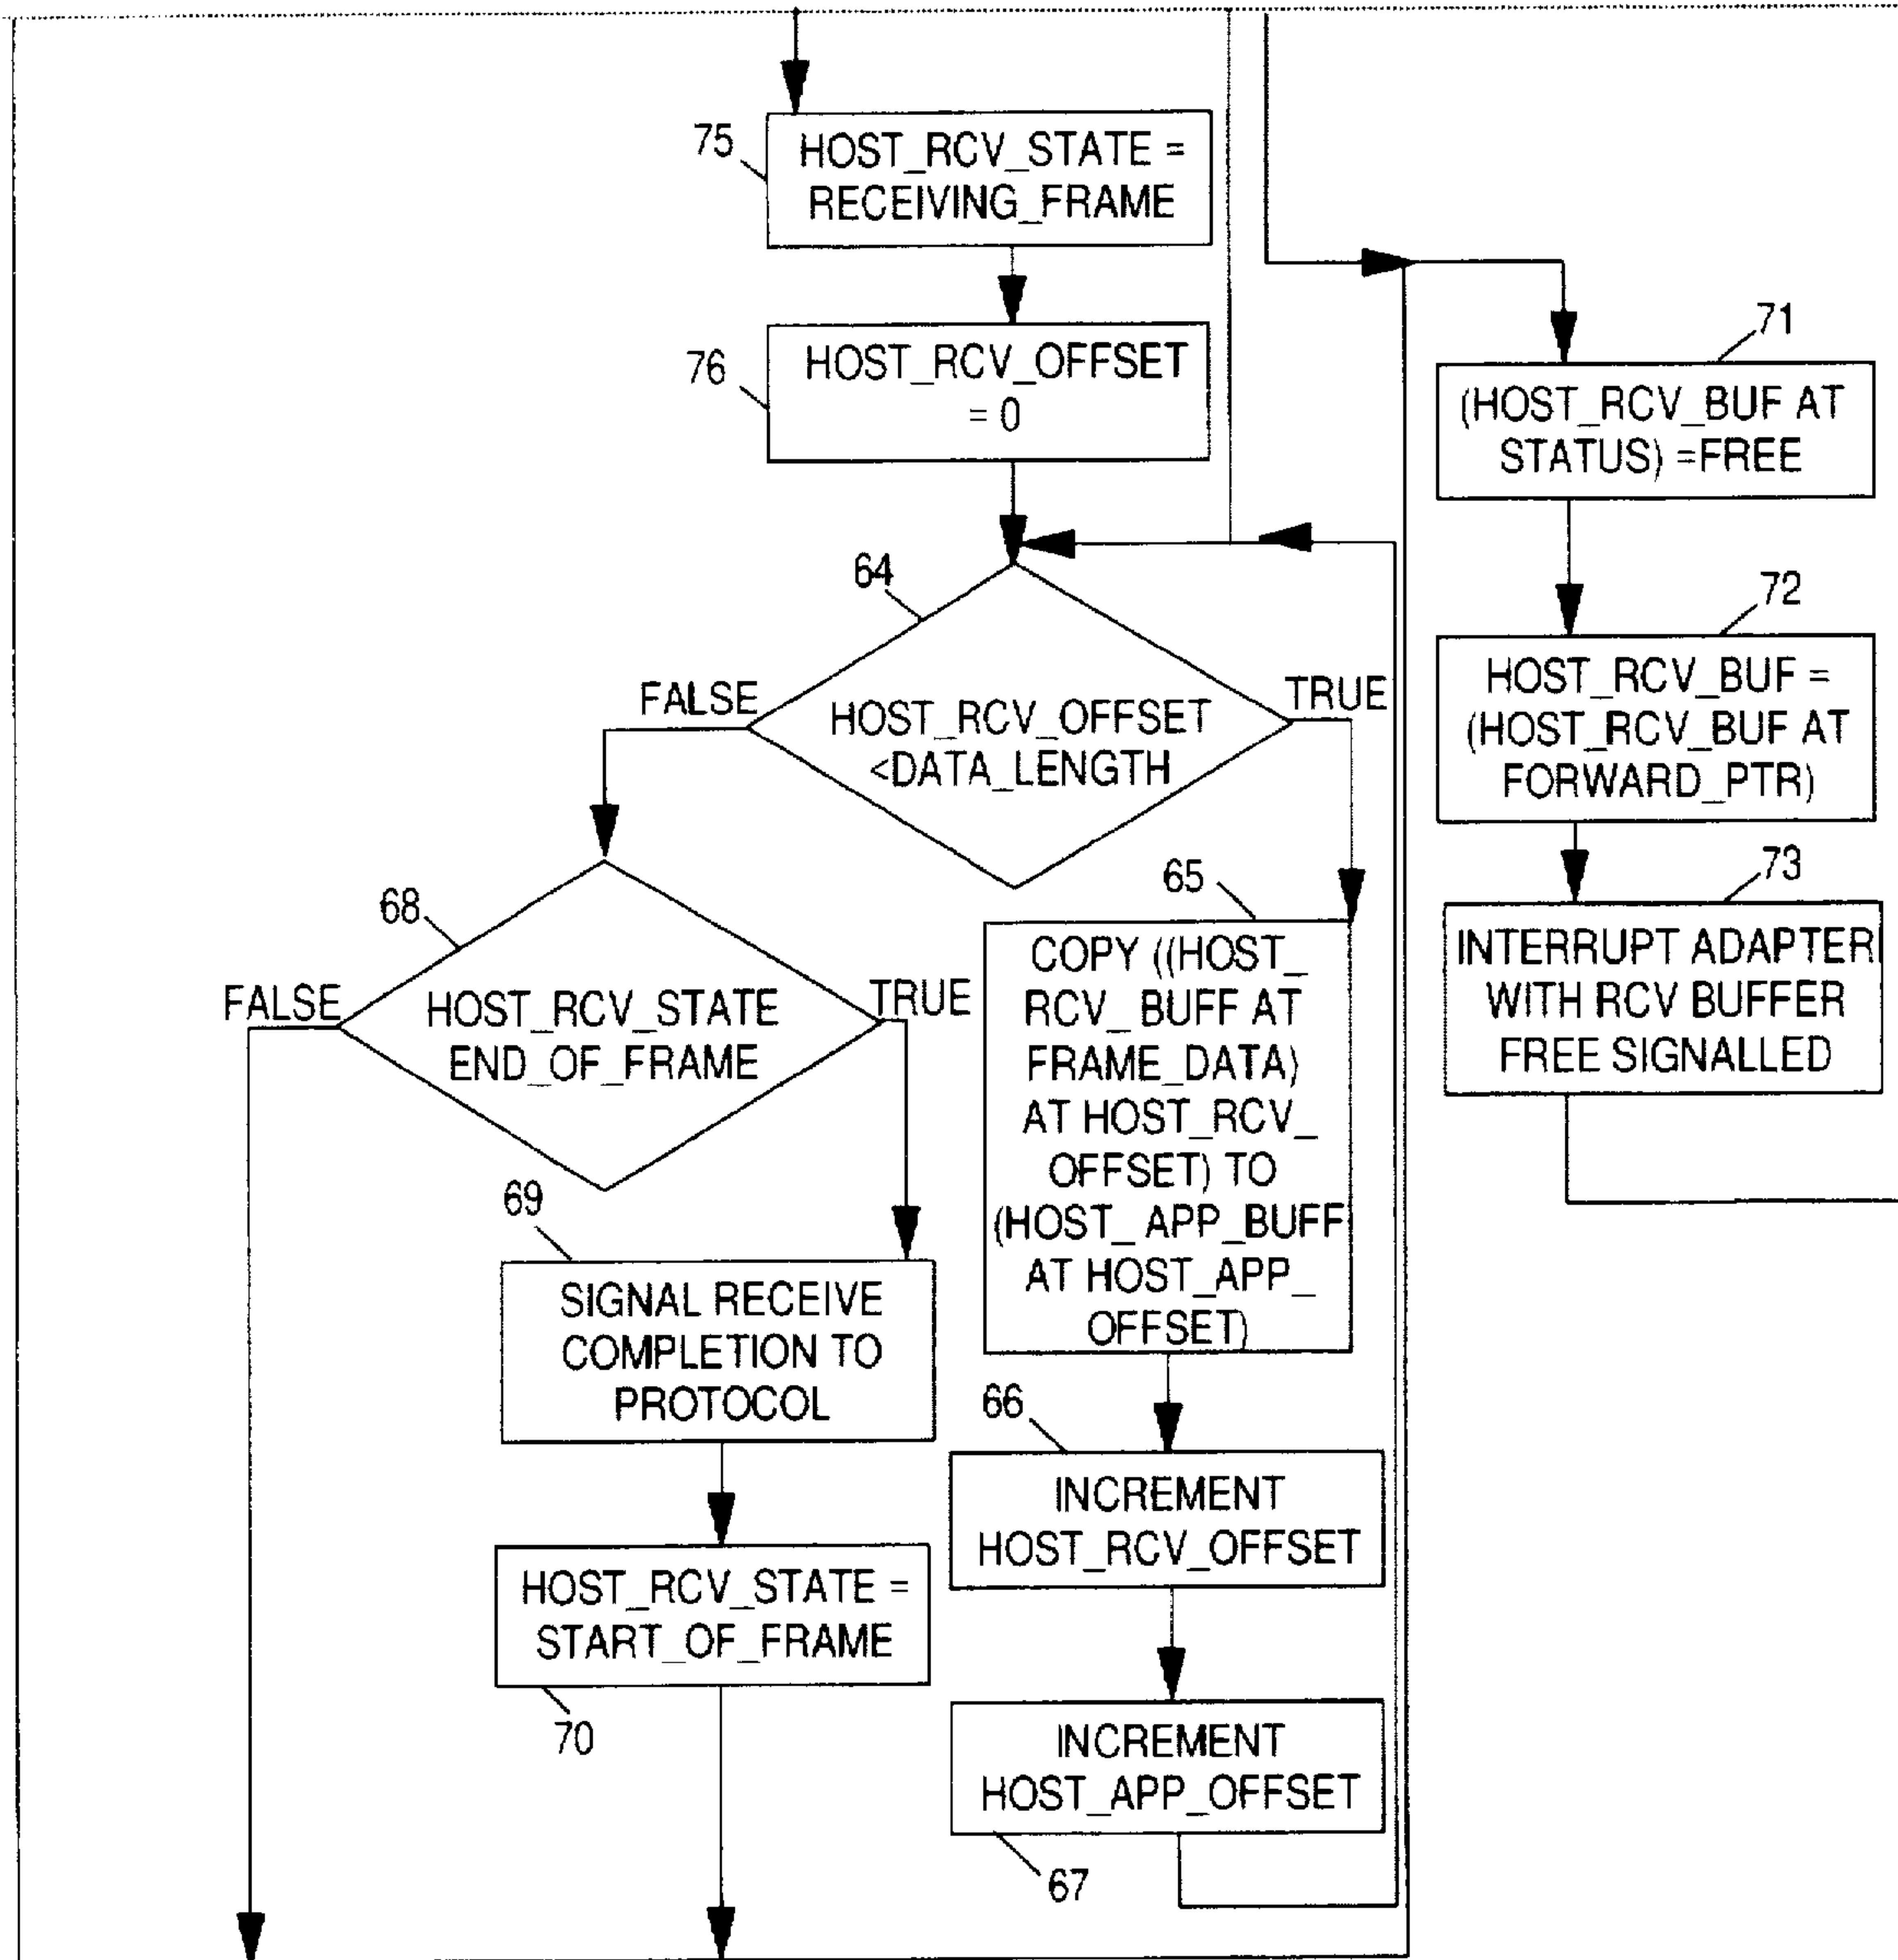 75
HOST_RCV_STATE =
RECEIVING_FRAME
76
HOST_RCV_OFFSET
= 0
64
FALSE
TRUE
HOST_RCV_OFFSET
<DATA_LENGTH
68
FALSE
TRUE
HOST_RCV_STATE
END_OF_FRAME
69
SIGNAL RECEIVE
COMPLETION TO
PROTOCOL
HOST_RCV_STATE =
START_OF_FRAME
70
65
COPY ((HOST_
RCV_BUFF AT
FRAME_DATA)
AT HOST_RCV_
OFFSET) TO
(HOST_APP_BUFF
AT HOST_APP_
OFFSET)
66
INCREMENT
HOST_RCV_OFFSET
INCREMENT
HOST_APP_OFFSET
67
71
(HOST_RCV_BUF AT
STATUS) =FREE
72
HOST_RCV_BUF =
(HOST_RCV_BUF AT
FORWARD_PTR)
73
INTERRUPT ADAPTER
WITH RCV BUFFER
FREE SIGNALLED